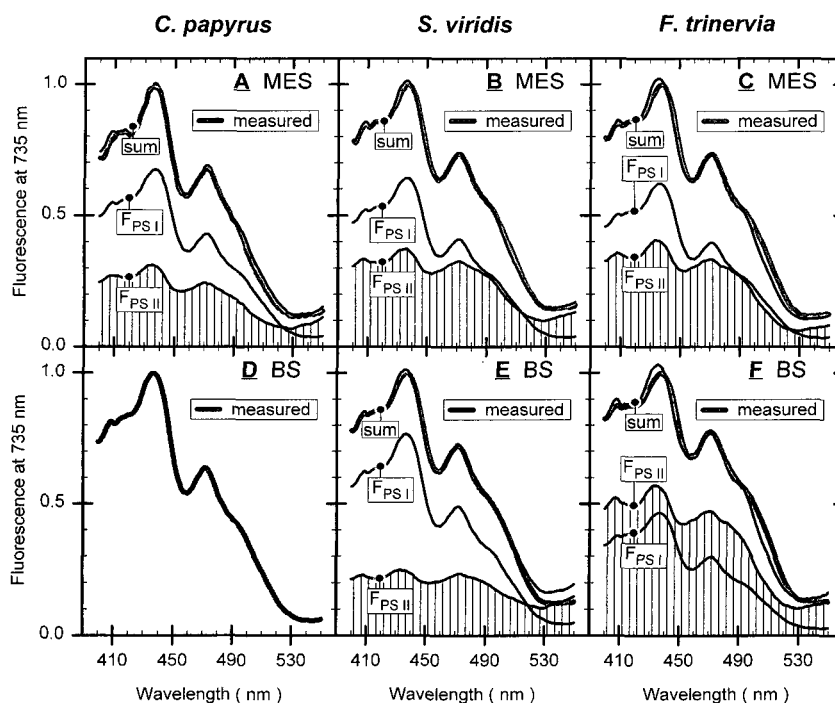 C. papyrus
S. viridis
F. trinervia
Fluorescence at 735 nm
1.0
0.5
0.0
A MES
measured
sum
F PS I
F PS II
B MES
measured
sum
F PS I
F PS II
C MES
measured
sum
F PS I
F PS II
Fluorescence at 735 nm
1.0
0.5
0.0
D BS
measured
E BS
measured
sum
F PS I
F PS II
F BS
measured
sum
F PS II
F PS I
410 450 490 530
410 450 490 530
410 450 490 530
Wavelength ( nm )
Wavelength ( nm )
Wavelength ( nm )